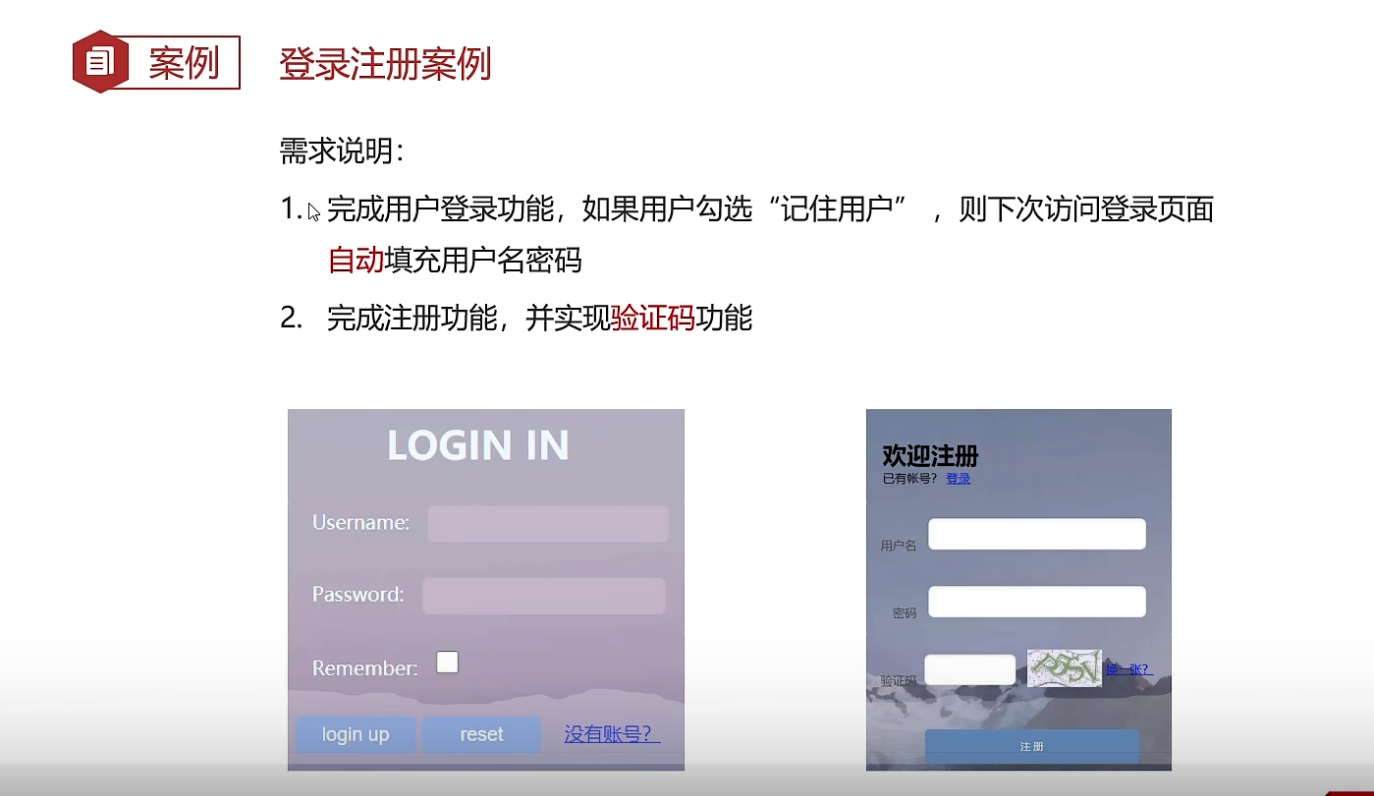 案例
登录注册案例
需求说明：
1. 完成用户登录功能，如果用户勾选“记住用户” ，则下次访问登录页面
自动填充用户名密码
2. 完成注册功能，并实现验证码功能
LOGIN IN
Username:
Password:
Remember:
login up reset 没有账号？
欢迎注册
已有帐号？ 登录
用户名
密码
验证码 换一张？
注册